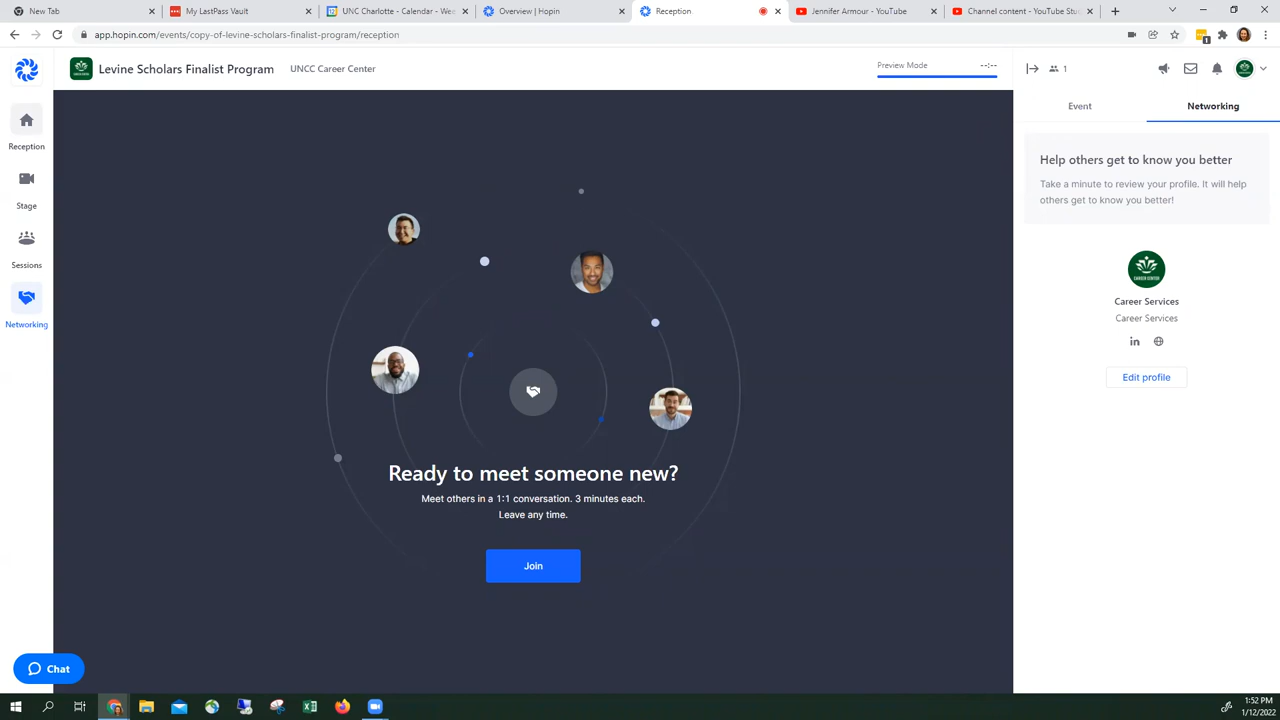 New Tab
My LastPass Vault
UNC Charlotte - Calendar - Wee
Overview | Hopin
Reception
Jennifer Armour - YouTube
Channel content - YouTube Stu
app.hopin.com/events/copy-of-levine-scholars-finalist-program/reception
1
Levine Scholars Finalist Program
UNCC Career Center
Preview Mode
--:--
1
Reception
Stage
Sessions
Networking
Event
Networking
Help others get to know you better
Take a minute to review your profile. It will help
others get to know you better!
CAREER CENTER
Career Services
Career Services
in
Edit profile
Ready to meet someone new?
Meet others in a 1:1 conversation. 3 minutes each.
Leave any time.
Join
Chat
1:52 PM
1/12/2022